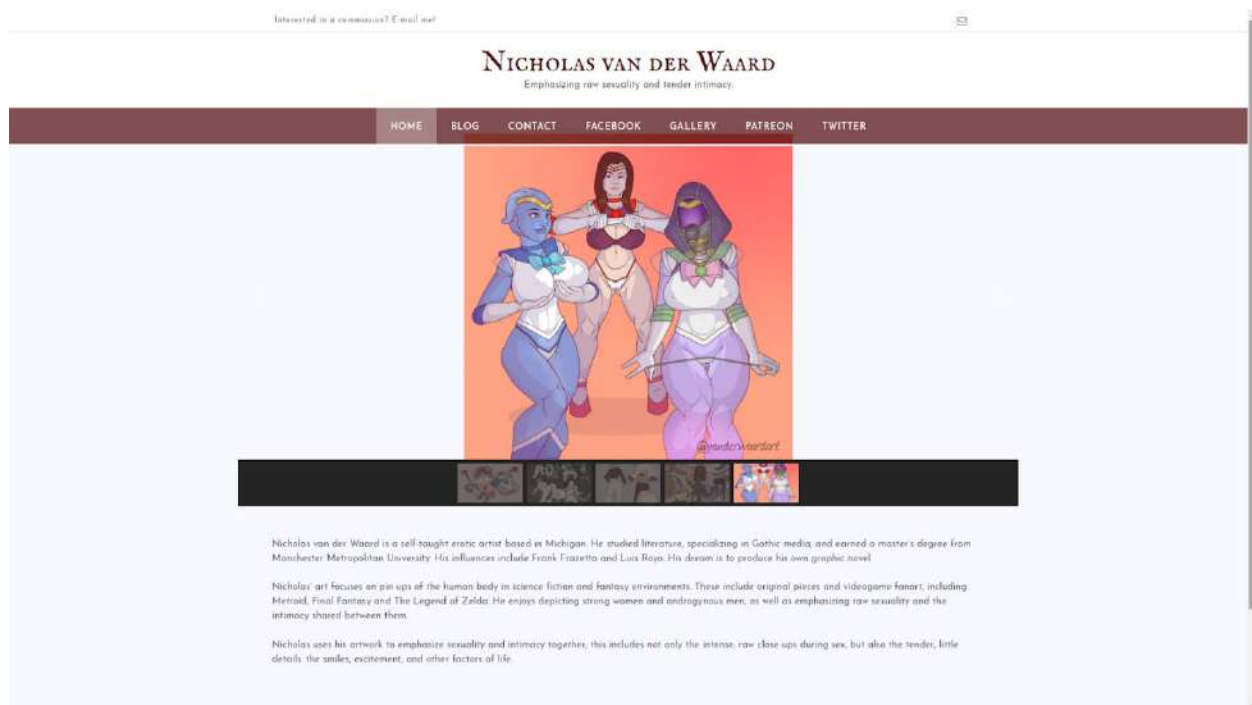 Interested in a commission? E-mail me!
NICHOLAS VAN DER WAARD
Emphasizing raw sexuality and tender intimacy.
HOME BLOG CONTACT FACEBOOK GALLERY PATREON TWITTER
@vanderwaardart
Nicholas van der Waard is a self-taught erotic artist based in Michigan. He studied literature, specializing in Gothic media, and earned a master's degree from
Manchester Metropolitan University. His influences include Frank Frazetta and Luis Royo. His dream is to produce his own graphic novel.
Nicholas' art focuses on pin ups of the human body in science fiction and fantasy environments. These include original pieces and videogame fanart, including
Metroid, Final Fantasy and The Legend of Zelda. He enjoys depicting strong women and androgynous men, as well as emphasizing raw sexuality and the
intimacy shared between them.
Nicholas uses his artwork to emphasize sexuality and intimacy together; this includes not only the intense, raw close ups during sex, but also the tender, little
details: the smiles, excitement, and other factors of life.